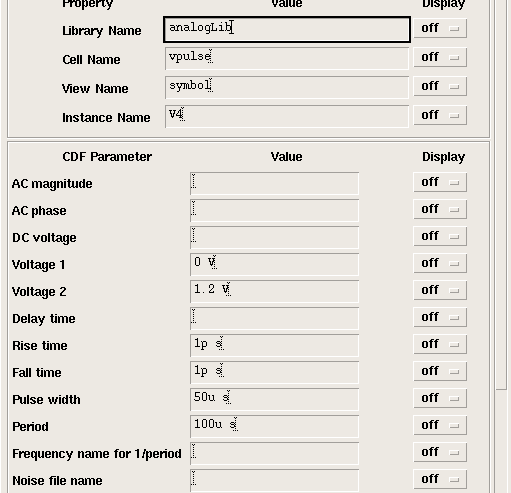 Property Value Display
Library Name analogLib off
Cell Name vpulse off
View Name symbol off
Instance Name V4 off
CDF Parameter Value Display
AC magnitude off
AC phase off
DC voltage off
Voltage 1 0 V off
Voltage 2 1.2 V off
Delay time off
Rise time 1p s off
Fall time 1p s off
Pulse width 50u s off
Period 100u s off
Frequency name for 1/period off
Noise file name off